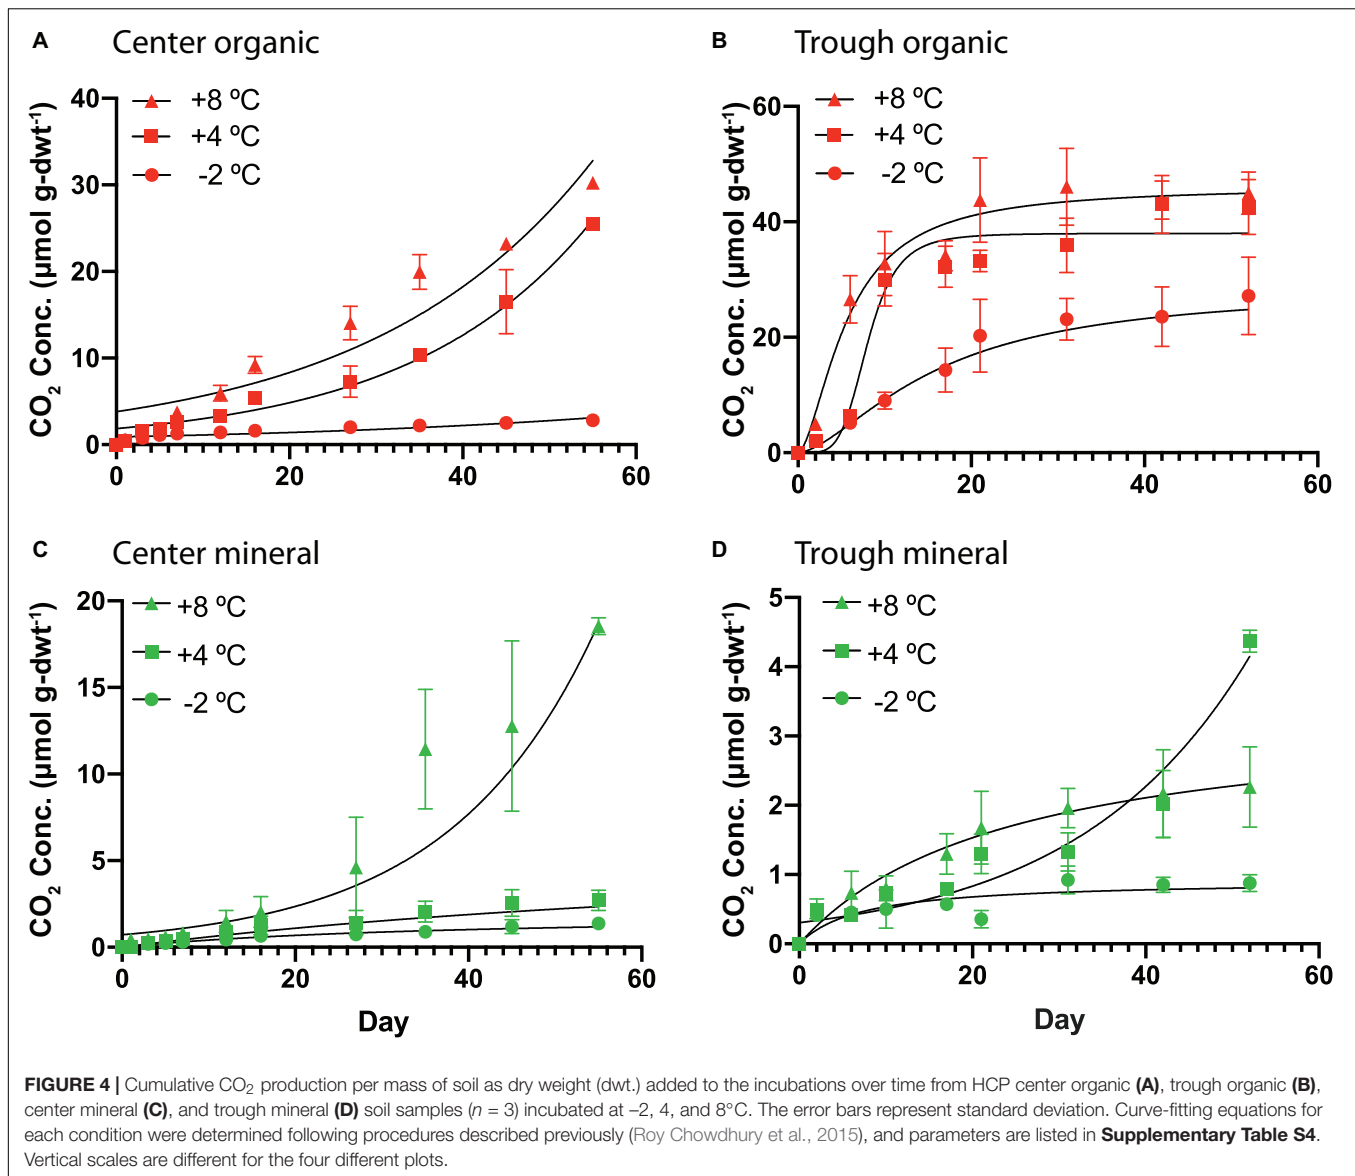 A Center organic
+8 ºC
+4 ºC
-2 ºC
CO2 Conc. (µmol g-dwt-1)
40
30
20
10
0
0 20 40 60
B Trough organic
+8 ºC
+4 ºC
-2 ºC
CO2 Conc. (µmol g-dwt-1)
60
40
20
0
0 20 40 60
C Center mineral
+8 ºC
+4 ºC
-2 ºC
CO2 Conc. (µmol g-dwt-1)
20
15
10
5
0
0 20 40 60
Day
D Trough mineral
+8 ºC
+4 ºC
-2 ºC
CO2 Conc. (µmol g-dwt-1)
5
4
3
2
1
0
0 20 40 60
Day
FIGURE 4 | Cumulative CO2 production per mass of soil as dry weight (dwt.) added to the incubations over time from HCP center organic (A), trough organic (B),
center mineral (C), and trough mineral (D) soil samples (n = 3) incubated at –2, 4, and 8°C. The error bars represent standard deviation. Curve-fitting equations for
each condition were determined following procedures described previously (Roy Chowdhury et al., 2015), and parameters are listed in Supplementary Table S4.
Vertical scales are different for the four different plots.